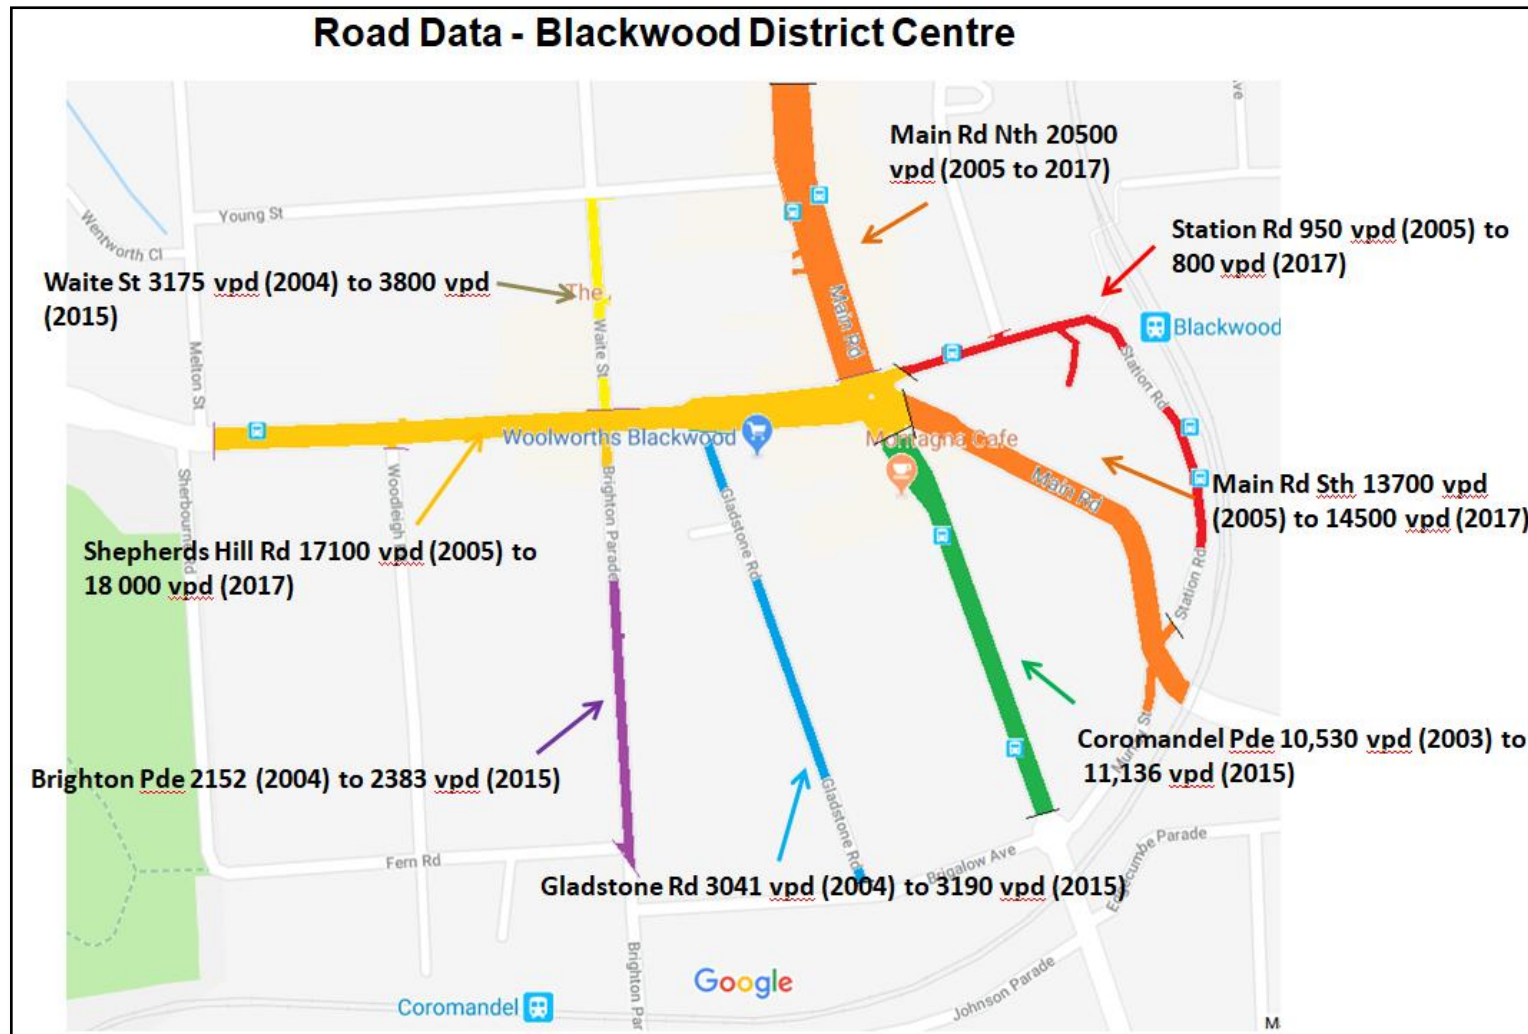 Road Data - Blackwood District Centre
Main Rd Nth 20500
vpd (2005 to 2017)
Ave
Young St
Wentworth Cl
Station Rd 950 vpd (2005) to
800 vpd (2017)
Waite St 3175 vpd (2004) to 3800 vpd
(2015)
The
Main Rd
Blackwood
Waite St
Melton St
Station Rd
Woolworths Blackwood
Montagna Cafe
Main Rd
Main Rd Sth 13700 vpd
(2005) to 14500 vpd (2017)
Sherbourne Rd
Woodleigh
Brighton Parade
Gladstone Rd
Shepherds Hill Rd 17100 vpd (2005) to
18 000 vpd (2017)
Station Rd
Murray St
Coromandel Pde 10,530 vpd (2003) to
11,136 vpd (2015)
Brighton Pde 2152 (2004) to 2383 vpd (2015)
Gladstone Rd
Fern Rd
Brigalow Ave
Edgecumbe Parade
Gladstone Rd 3041 vpd (2004) to 3190 vpd (2015)
Brighton Par
Google
Johnson Parade
Coromandel
M